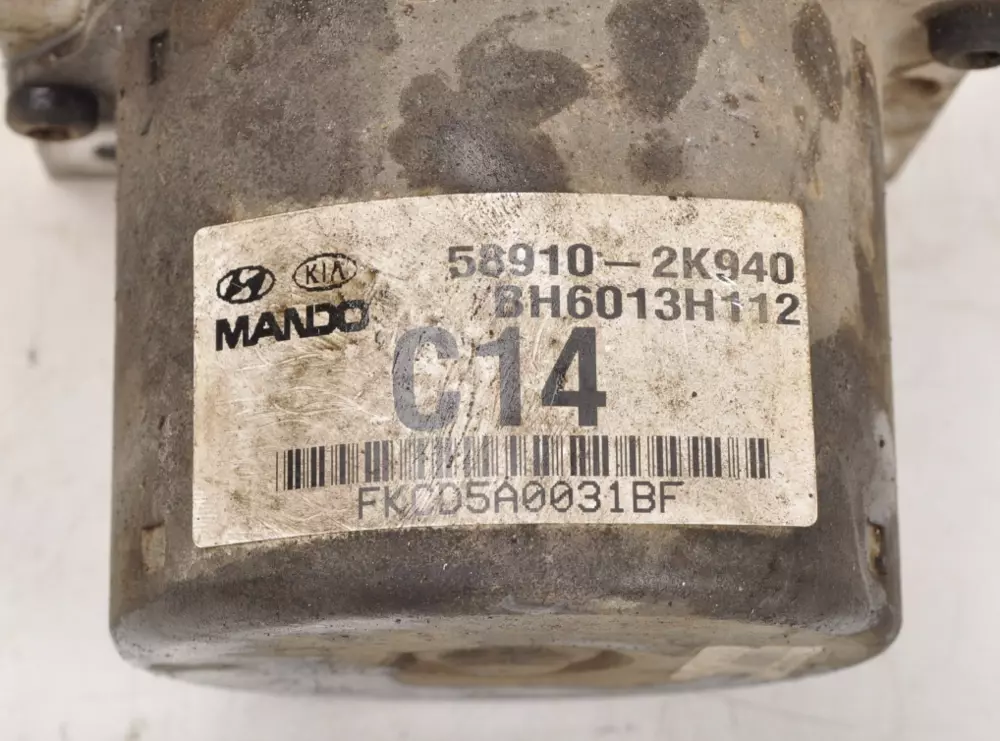 KIA
58910-2K940
MANDO
BH6013H112
C14
FKCD5A0031BF